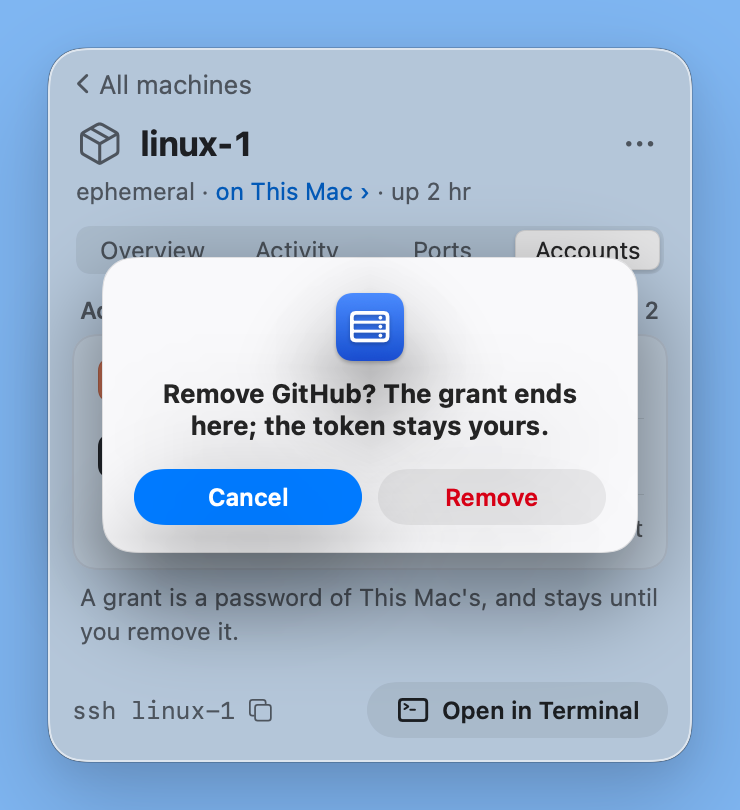 All machines
linux-1
ephemeral · on This Mac › · up 2 hr
Overview Activity Ports Accounts
2
Remove GitHub? The grant ends
here; the token stays yours.
Cancel Remove
A grant is a password of This Mac's, and stays until
you remove it.
ssh linux-1 Open in Terminal